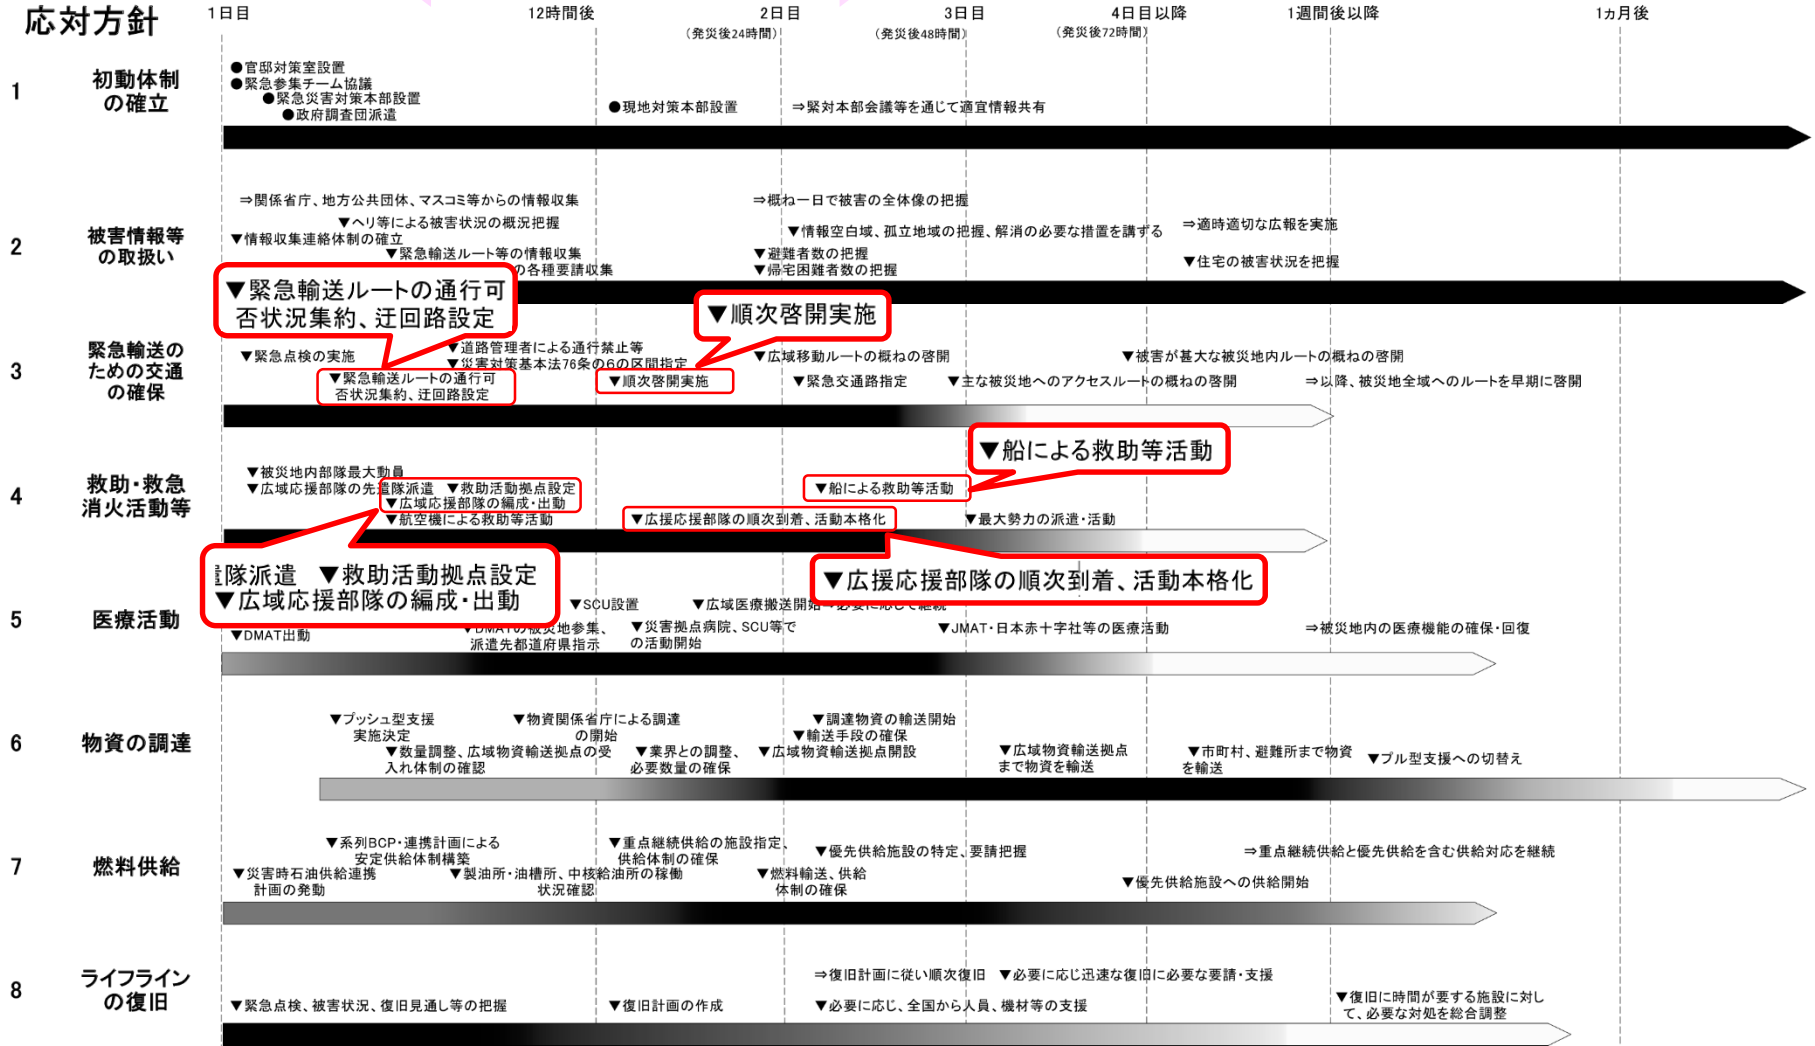 応対方針
1日目
12時間後
2日目
(発災後24時間)
3日目
(発災後48時間)
4日目以降
(発災後72時間)
1週間後以降
1ヵ月後
1
初動体制
の確立
●官邸対策室設置
●緊急参集チーム協議
●緊急災害対策本部設置
●政府調査団派遣
●現地対策本部設置
⇒緊対本部会議等を通じて適宜情報共有
2
被害情報等
の取扱い
⇒関係省庁、地方公共団体、マスコミ等からの情報収集
▼ヘリ等による被害状況の概況把握
▼情報収集連絡体制の確立
▼緊急輸送ルート等の情報収集
の各種要請収集
⇒概ね一日で被害の全体像の把握
▼情報空白域、孤立地域の把握、解消の必要な措置を講ずる
▼避難者数の把握
▼帰宅困難者数の把握
⇒適時適切な広報を実施
▼住宅の被害状況を把握
▼緊急輸送ルートの通行可
否状況集約、迂回路設定
▼順次啓開実施
3
緊急輸送の
ための交通
の確保
▼緊急点検の実施
▼道路管理者による通行禁止等
▼災害対策基本法76条の6の区間指定
▼緊急輸送ルートの通行可
否状況集約、迂回路設定
▼順次啓開実施
▼広域移動ルートの概ねの啓開
▼緊急交通路指定
▼主な被災地へのアクセスルートの概ねの啓開
▼被害が甚大な被災地内ルートの概ねの啓開
⇒以降、被災地全域へのルートを早期に啓開
▼船による救助等活動
4
救助・救急
消火活動等
▼被災地内部隊最大動員
▼広域応援部隊の先遣隊派遣 ▼救助活動拠点設定
▼広域応援部隊の編成・出動
▼航空機による救助等活動
▼広援応援部隊の順次到着、活動本格化
▼船による救助等活動
▼最大勢力の派遣・活動
遣隊派遣 ▼救助活動拠点設定
▼広域応援部隊の編成・出動
▼広援応援部隊の順次到着、活動本格化
5
医療活動
▼DMAT出動
▼DMATの被災地参集、
派遣先都道府県指示
▼SCU設置
▼災害拠点病院、SCU等で
の活動開始
▼広域医療搬送開始
▼JMAT・日本赤十字社等の医療活動
⇒被災地内の医療機能の確保・回復
6
物資の調達
▼プッシュ型支援
実施決定
▼数量調整、広域物資輸送拠点の受
入れ体制の確認
▼物資関係省庁による調達
の開始
▼業界との調整、
必要数量の確保
▼調達物資の輸送開始
▼輸送手段の確保
▼広域物資輸送拠点開設
▼広域物資輸送拠点
まで物資を輸送
▼市町村、避難所まで物資
を輸送
▼プル型支援への切替え
7
燃料供給
▼系列BCP・連携計画による
安定供給体制構築
▼災害時石油供給連携
計画の発動
▼製油所・油槽所、中核給油所の稼働
状況確認
▼重点継続供給の施設指定、
供給体制の確保
▼燃料輸送、供給
体制の確保
▼優先供給施設の特定、要請把握
▼優先供給施設への供給開始
⇒重点継続供給と優先供給を含む供給対応を継続
8
ライフライン
の復旧
▼緊急点検、被害状況、復旧見通し等の把握
▼復旧計画の作成
⇒復旧計画に従い順次復旧
▼必要に応じ迅速な復旧に必要な要請・支援
▼必要に応じ、全国から人員、機材等の支援
▼復旧に時間が要する施設に対し
て、必要な対処を総合調整